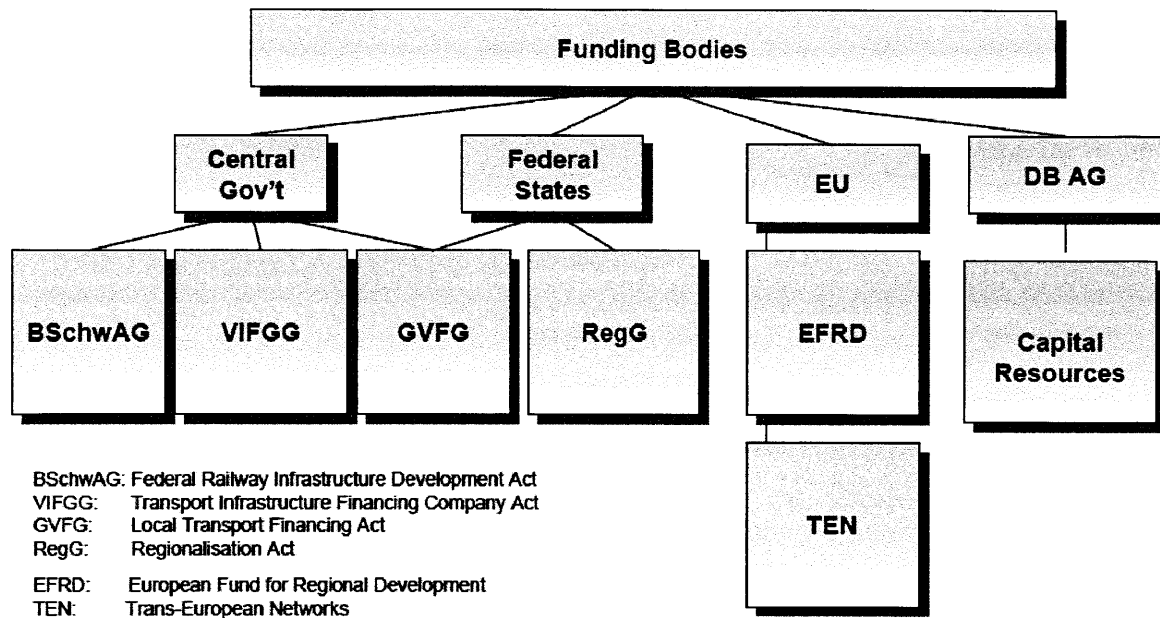 Funding Bodies
Central
Gov't
Federal
States
EU
DB AG
BSchwAG
VIFGG
GVFG
RegG
EFRD
Capital
Resources
TEN
BSchwAG: Federal Railway Infrastructure Development Act
VIFGG: Transport Infrastructure Financing Company Act
GVFG: Local Transport Financing Act
RegG: Regionalisation Act
EFRD: European Fund for Regional Development
TEN: Trans-European Networks